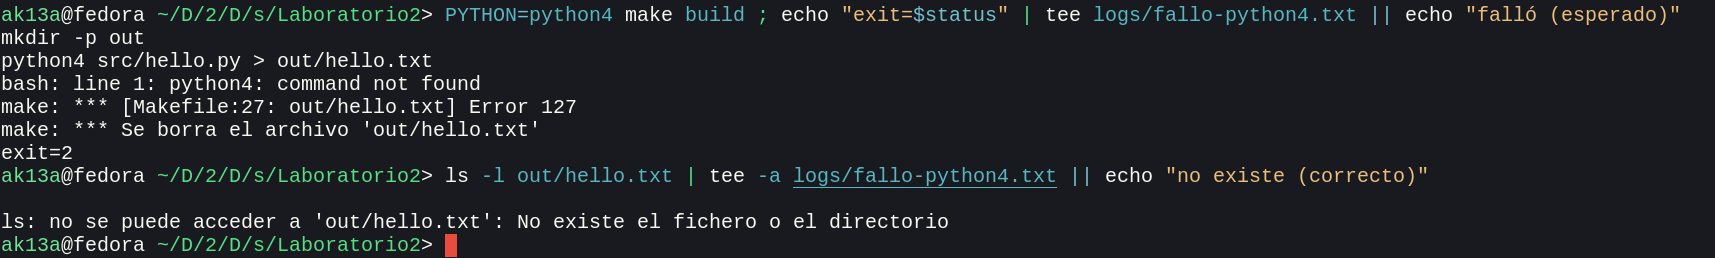 ak13a@fedora ~/D/2/D/s/Laboratorio2> PYTHON=python4 make build ; echo "exit=$status" | tee logs/fallo-python4.txt || echo "falló (esperado)"
mkdir -p out
python4 src/hello.py > out/hello.txt
bash: line 1: python4: command not found
make: *** [Makefile:27: out/hello.txt] Error 127
make: *** Se borra el archivo 'out/hello.txt'
exit=2
ak13a@fedora ~/D/2/D/s/Laboratorio2> ls -l out/hello.txt | tee -a logs/fallo-python4.txt || echo "no existe (correcto)"
ls: no se puede acceder a 'out/hello.txt': No existe el fichero o el directorio
ak13a@fedora ~/D/2/D/s/Laboratorio2>